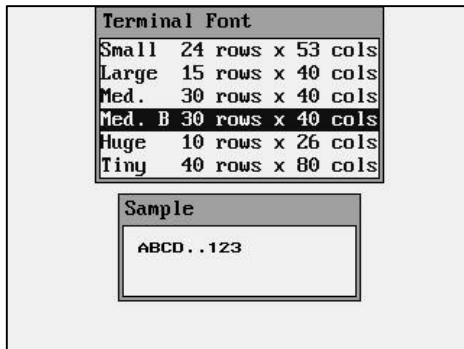 Terminal Font
Small 24 rows x 53 cols
Large 15 rows x 40 cols
Med. 30 rows x 40 cols
Med. B 30 rows x 40 cols
Huge 10 rows x 26 cols
Tiny 40 rows x 80 cols
Sample
ABCD..123